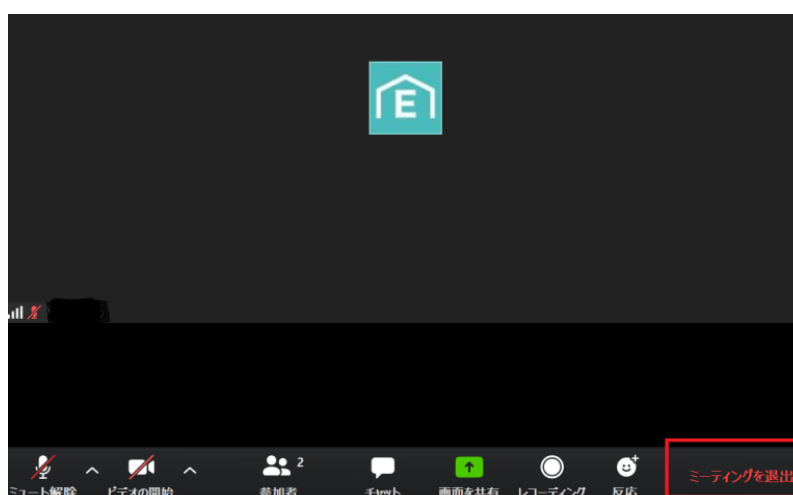 E
2
ミュート解除
ビデオの開始
参加者
チャット
画面を共有
レコーディング
反応
ミーティングを退出